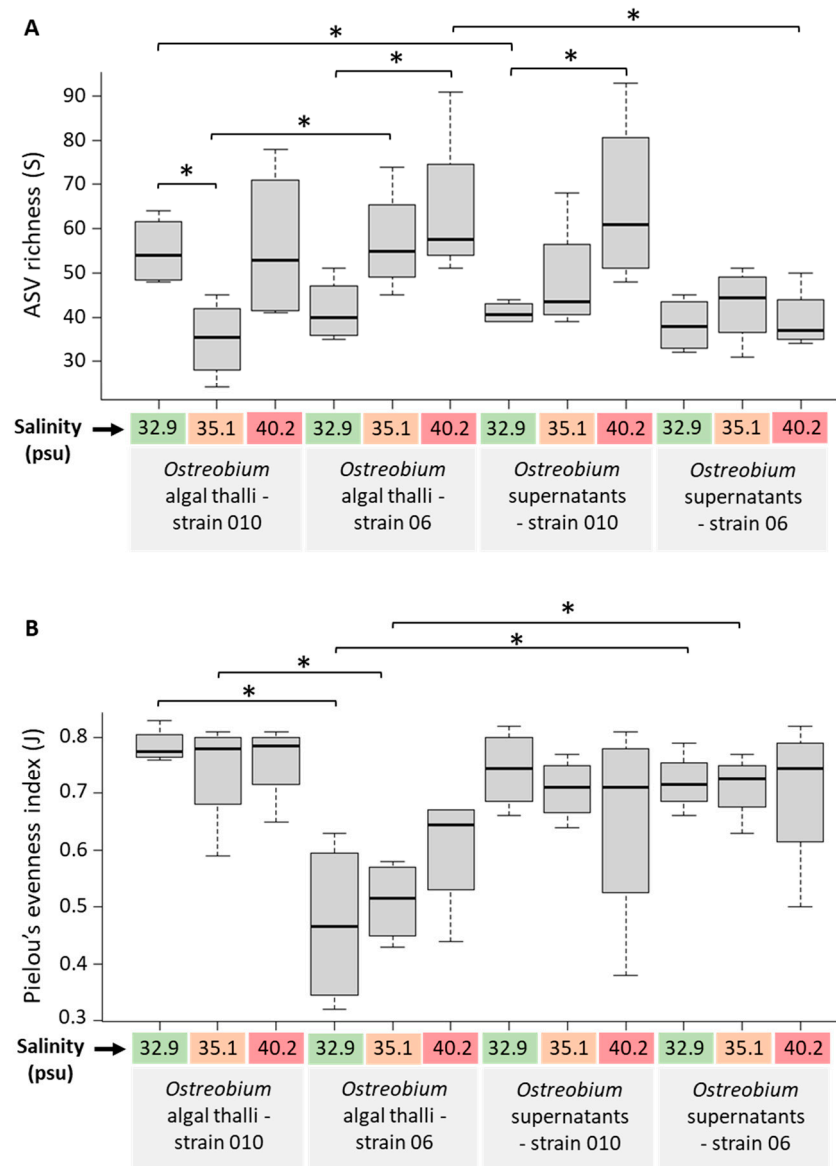 A
*
*
*
*
*
*
ASV richness (S)
90
80
70
60
50
40
30
Salinity
(psu)
32.9 35.1 40.2 32.9 35.1 40.2 32.9 35.1 40.2 32.9 35.1 40.2
Ostreobium
algal thalli -
strain 010
Ostreobium
algal thalli -
strain 06
Ostreobium
supernatants
- strain 010
Ostreobium
supernatants
- strain 06
B
*
*
*
*
Pielou's evenness index (J)
0.8
0.7
0.6
0.5
0.4
0.3
Salinity
(psu)
32.9 35.1 40.2 32.9 35.1 40.2 32.9 35.1 40.2 32.9 35.1 40.2
Ostreobium
algal thalli -
strain 010
Ostreobium
algal thalli -
strain 06
Ostreobium
supernatants
- strain 010
Ostreobium
supernatants
- strain 06